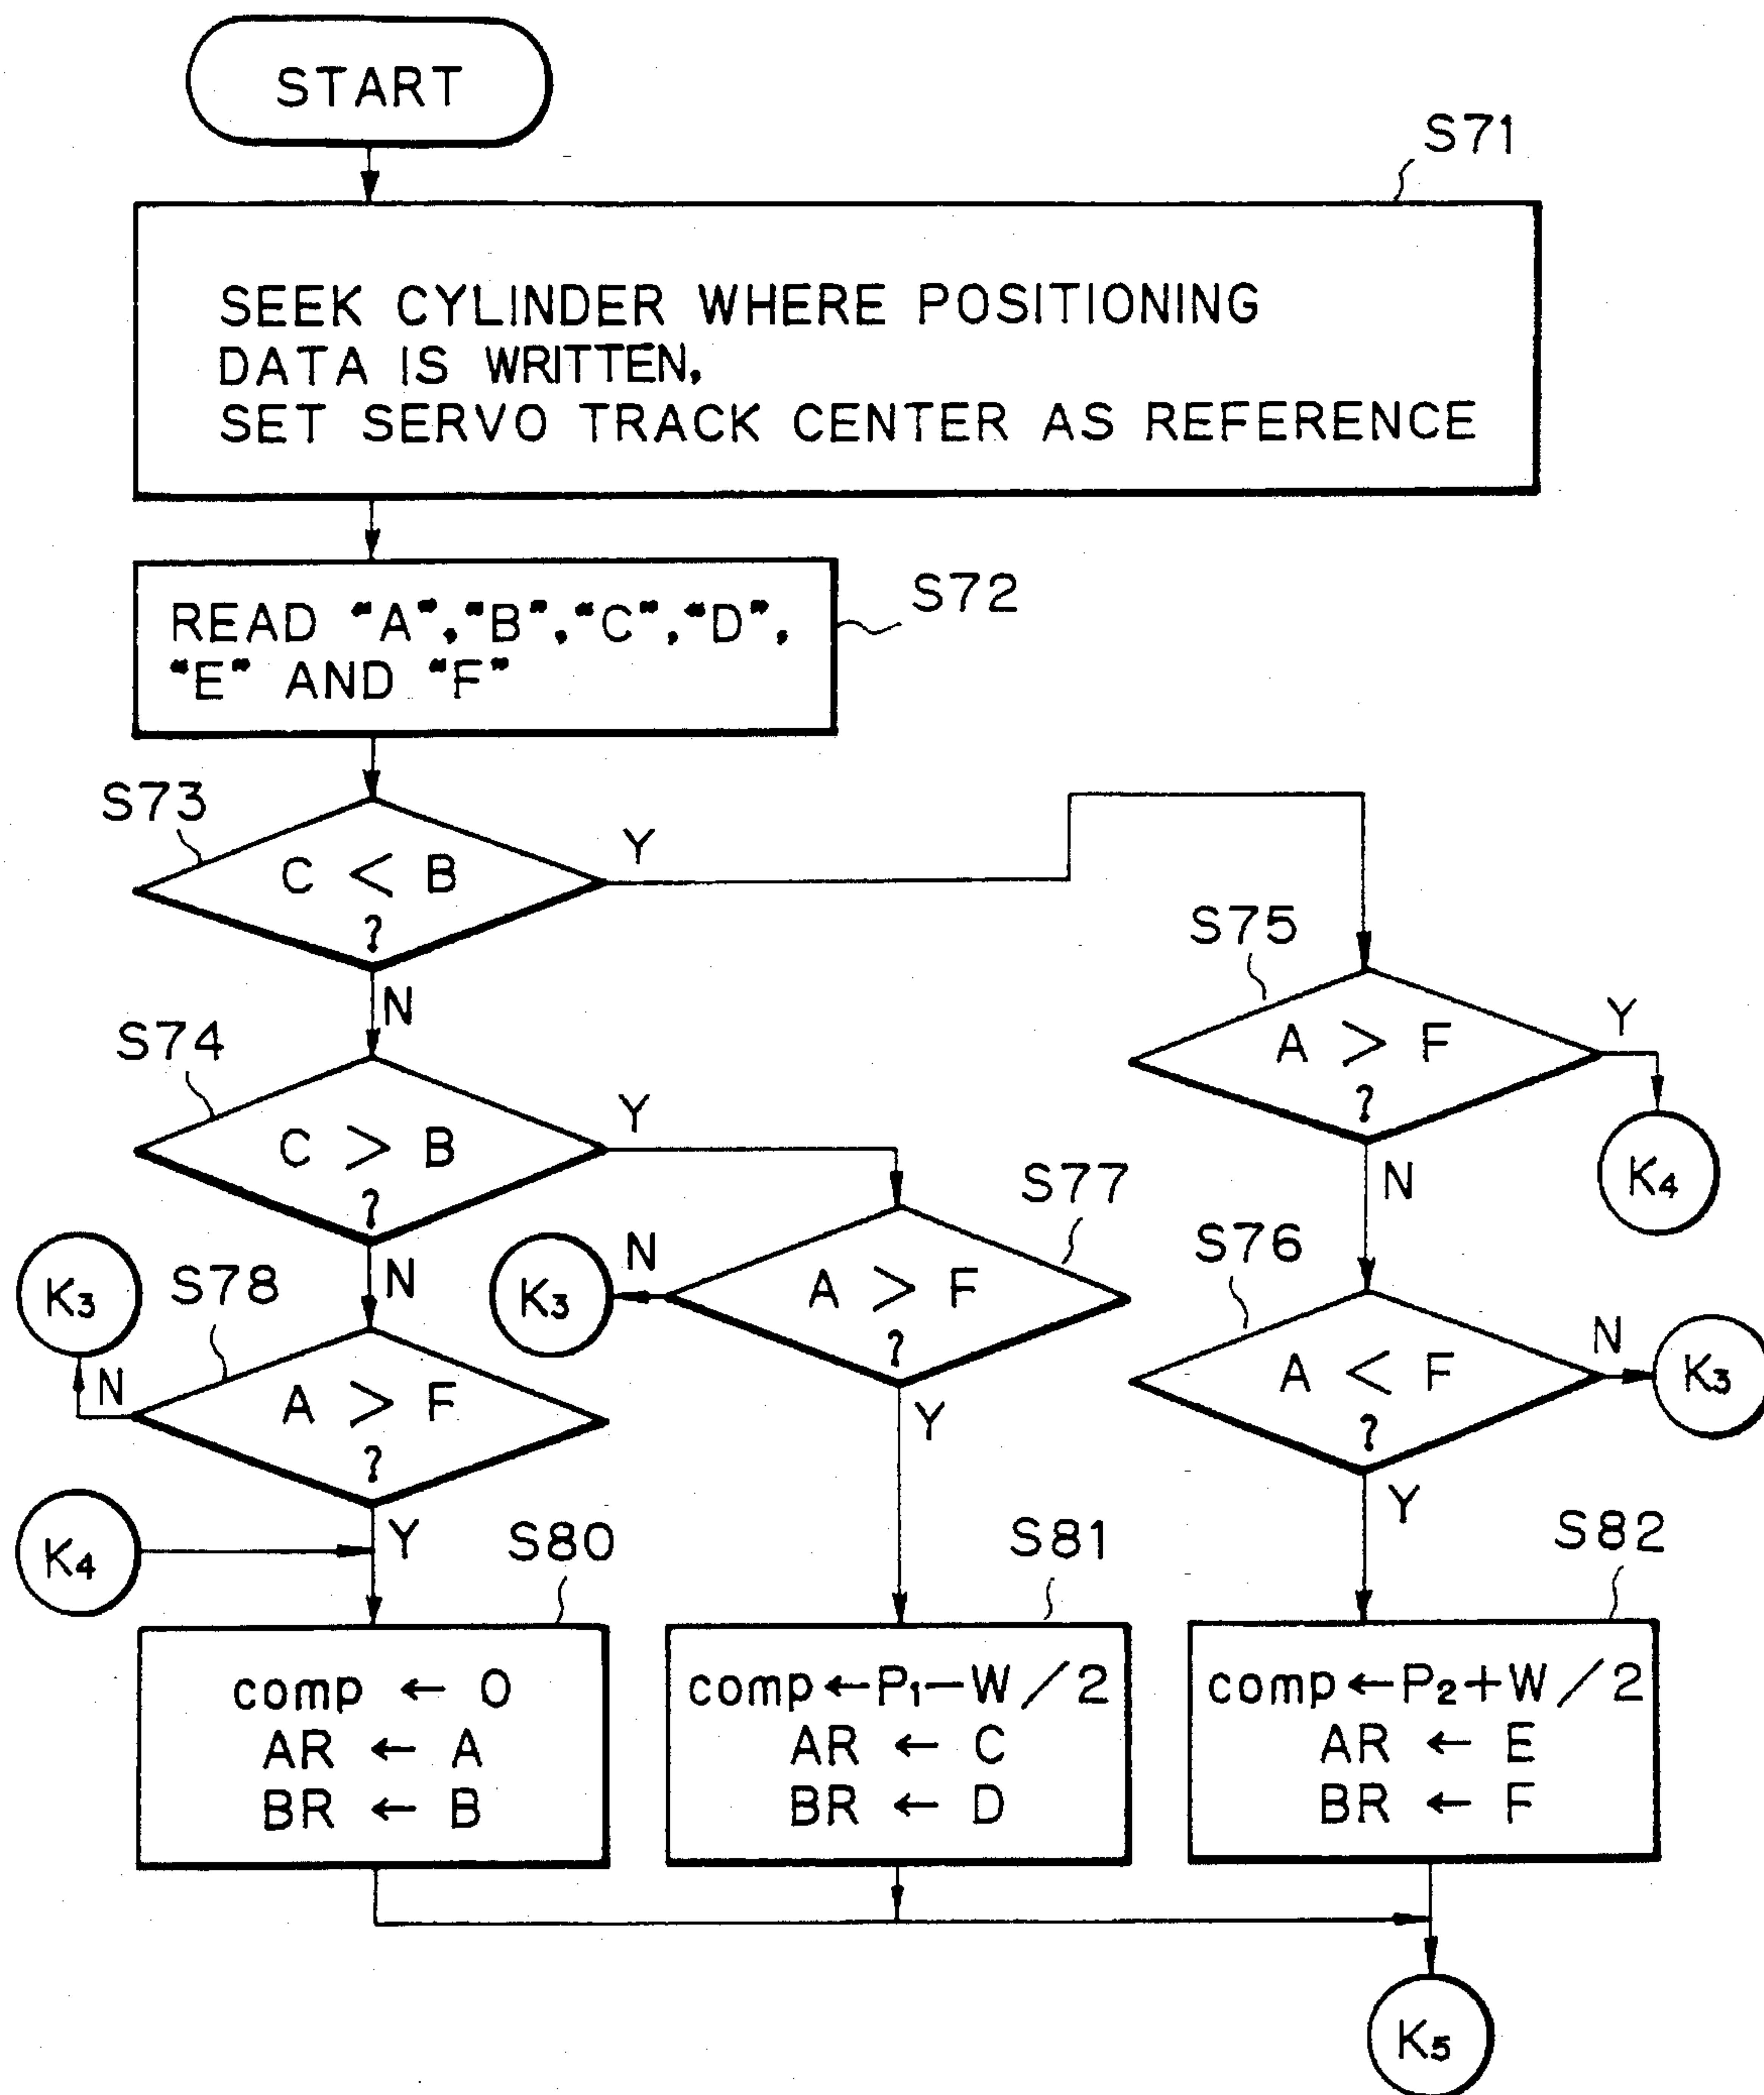 START
S71
SEEK CYLINDER WHERE POSITIONING
DATA IS WRITTEN,
SET SERVO TRACK CENTER AS REFERENCE
S72
READ "A","B","C","D",
"E" AND "F"
S73
C < B
?
Y
N
S75
A > F
?
Y
K4
N
S74
C > B
?
Y
N
S77
A > F
?
N
K3
Y
S76
A < F
?
N
K3
Y
K3
S78
A > F
?
N
Y
K4
S80
comp ← 0
AR ← A
BR ← B
S81
comp←P1−W/2
AR ← C
BR ← D
S82
comp←P2+W/2
AR ← E
BR ← F
K5